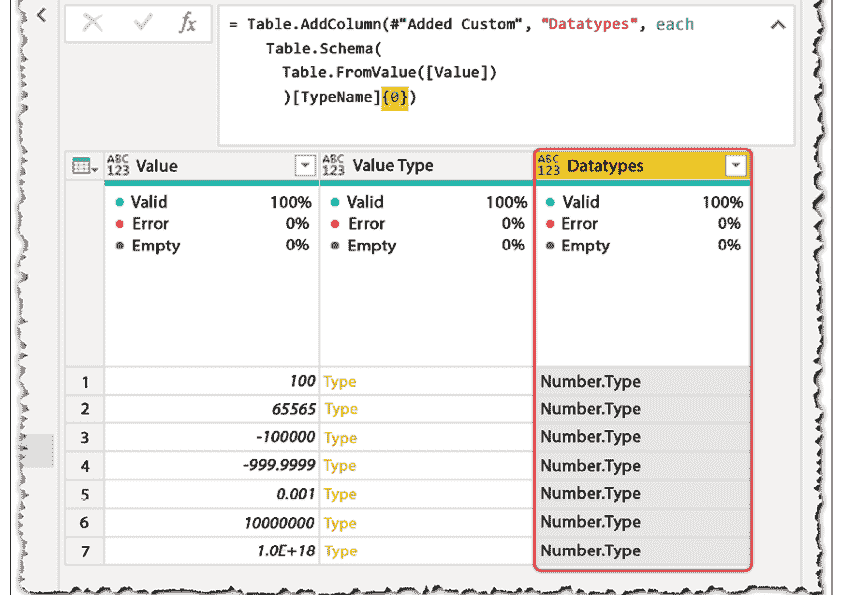 fx
= Table.AddColumn(#"Added Custom", "Datatypes", each
Table.Schema(
Table.FromValue([Value])
)[TypeName]{0})
ABC 123 Value ABC 123 Value Type ABC 123 Datatypes
Valid 100% Valid 100% Valid 100%
Error 0% Error 0% Error 0%
Empty 0% Empty 0% Empty 0%
1 100 Type Number.Type
2 65565 Type Number.Type
3 -100000 Type Number.Type
4 -999.9999 Type Number.Type
5 0.001 Type Number.Type
6 10000000 Type Number.Type
7 1.0E+18 Type Number.Type